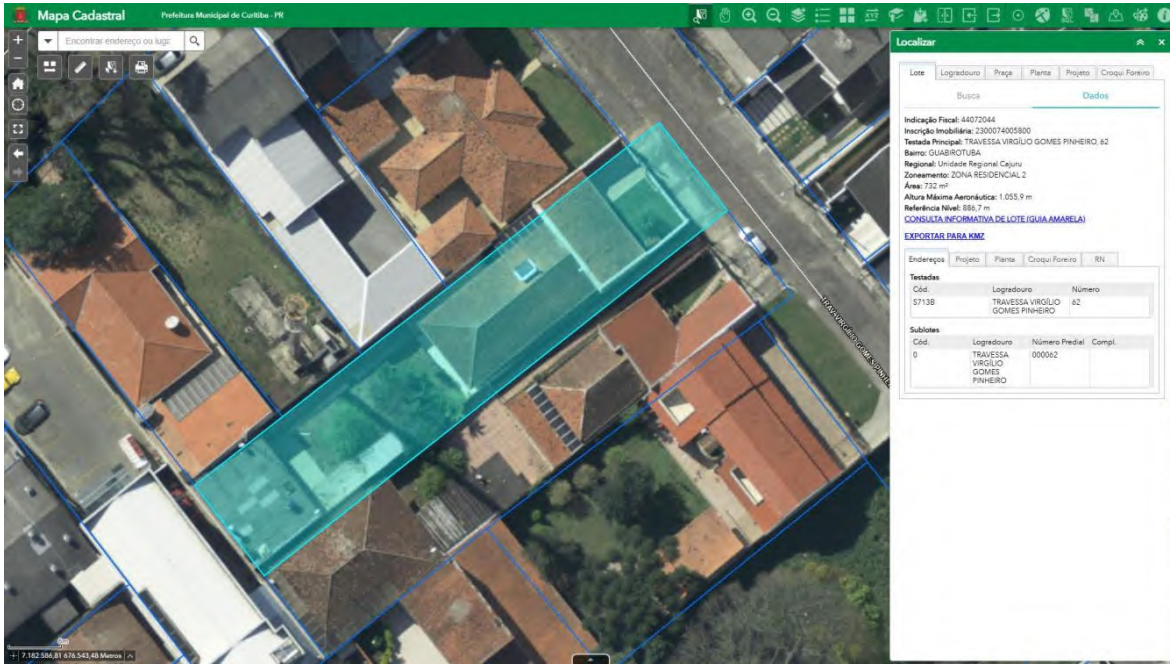 Mapa Cadastral
Prefeitura Municipal de Curitiba - PR
Encontrar endereço ou luga
Localizar
Lote Logradouro Praça Planta Projeto Croqui Foreiro
Busca Dados
Indicação Fiscal: 44072044
Inscrição Imobiliária: 2300074005800
Testada Principal: TRAVESSA VIRGÍLIO GOMES PINHEIRO, 62
Bairro: GUABIROTUBA
Regional: Unidade Regional Cajuru
Zoneamento: ZONA RESIDENCIAL 2
Área: 732 m²
Altura Máxima Aeronáutica: 1.055,9 m
Referência Nível: 886,7 m
CONSULTA INFORMATIVA DE LOTE (GUIA AMARELA)
EXPORTAR PARA KMZ
Endereços Projeto Planta Croqui Foreiro RN
Testadas
Cód. Logradouro Número
S713B TRAVESSA VIRGÍLIO 62
GOMES PINHEIRO
Sublotes
Cód. Logradouro Número Predial Compl.
0 TRAVESSA 000062
VIRGÍLIO
GOMES
PINHEIRO
7.182.586,81 676.543,48 Metros